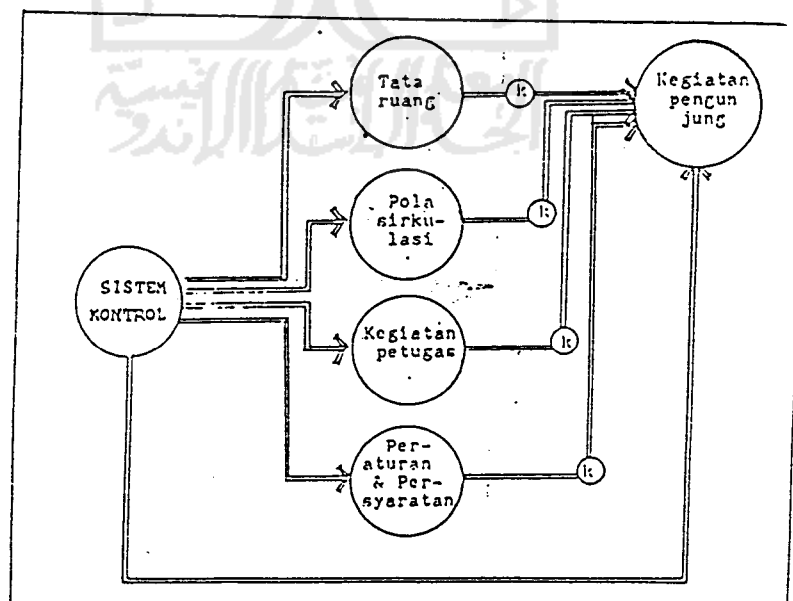 Tata
ruang
k
Kegiatan
pengun
jung
Pola
sirku-
lasi
k
SISTEM
KONTROL
Kegiatan
petugas
k
Per-
aturan
& Per-
syaratan
k